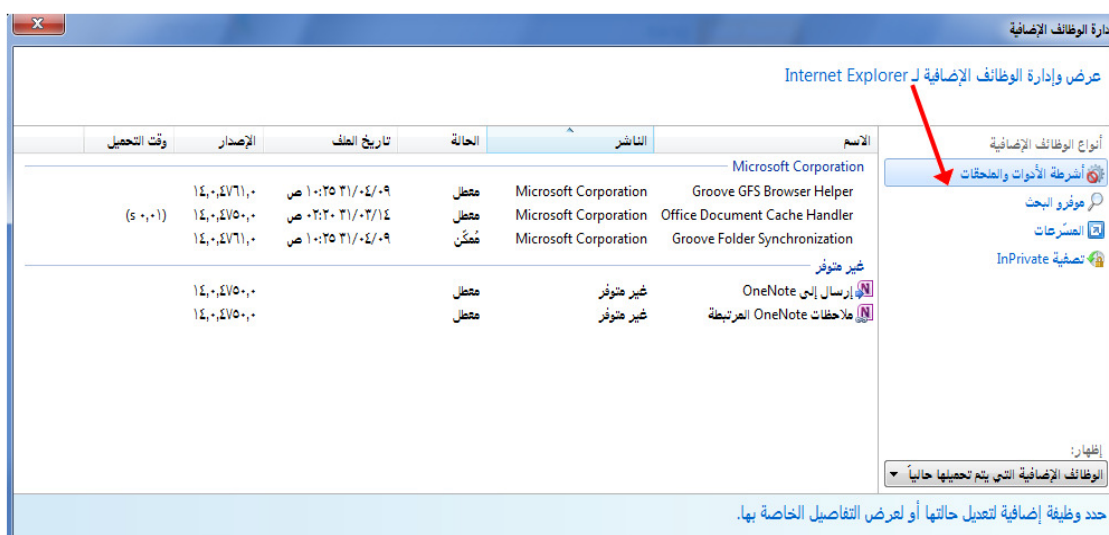 دارة الوظائف الإضافية
عرض وإدارة الوظائف الإضافية لـ Internet Explorer
أنواع الوظائف الإضافية
أشرطة الأدوات والملحقات
موفرو البحث
المسّرعات
تصفية InPrivate
إظهار:
الوظائف الإضافية التي يتم تحميلها حالياً
الاسم الناشر الحالة تاريخ الملف الإصدار وقت التحميل
Microsoft Corporation
Groove GFS Browser Helper Microsoft Corporation معطل ٣١/٠٤/٠٩ ١٠:٢٥ ص ١٤,٠,٤٧٦١,٠
Office Document Cache Handler Microsoft Corporation معطل ٣١/٠٣/١٤ ٠٢:٢٠ ص ١٤,٠,٤٧٥٠,٠ (٠,٠١ s)
Groove Folder Synchronization Microsoft Corporation مُمكّن ٣١/٠٤/٠٩ ١٠:٢٥ ص ١٤,٠,٤٧٦١,٠
غير متوفر
إرسال إلى OneNote غير متوفر معطل ١٤,٠,٤٧٥٠,٠
ملاحظات OneNote المرتبطة غير متوفر معطل ١٤,٠,٤٧٥٠,٠
حدد وظيفة إضافية لتعديل حالتها أو لعرض التفاصيل الخاصة بها.